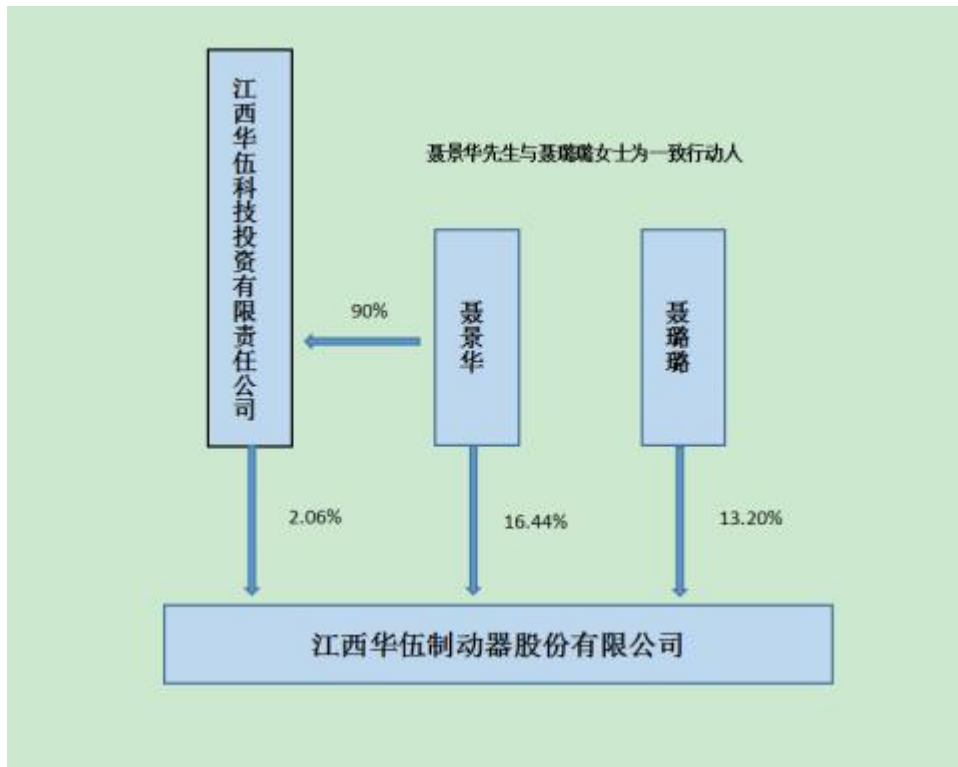 江西华伍科技投资有限责任公司
聂景华先生与聂璐璐女士为一致行动人
90%
聂景华
聂璐璐
2.06%
16.44%
13.20%
江西华伍制动器股份有限公司